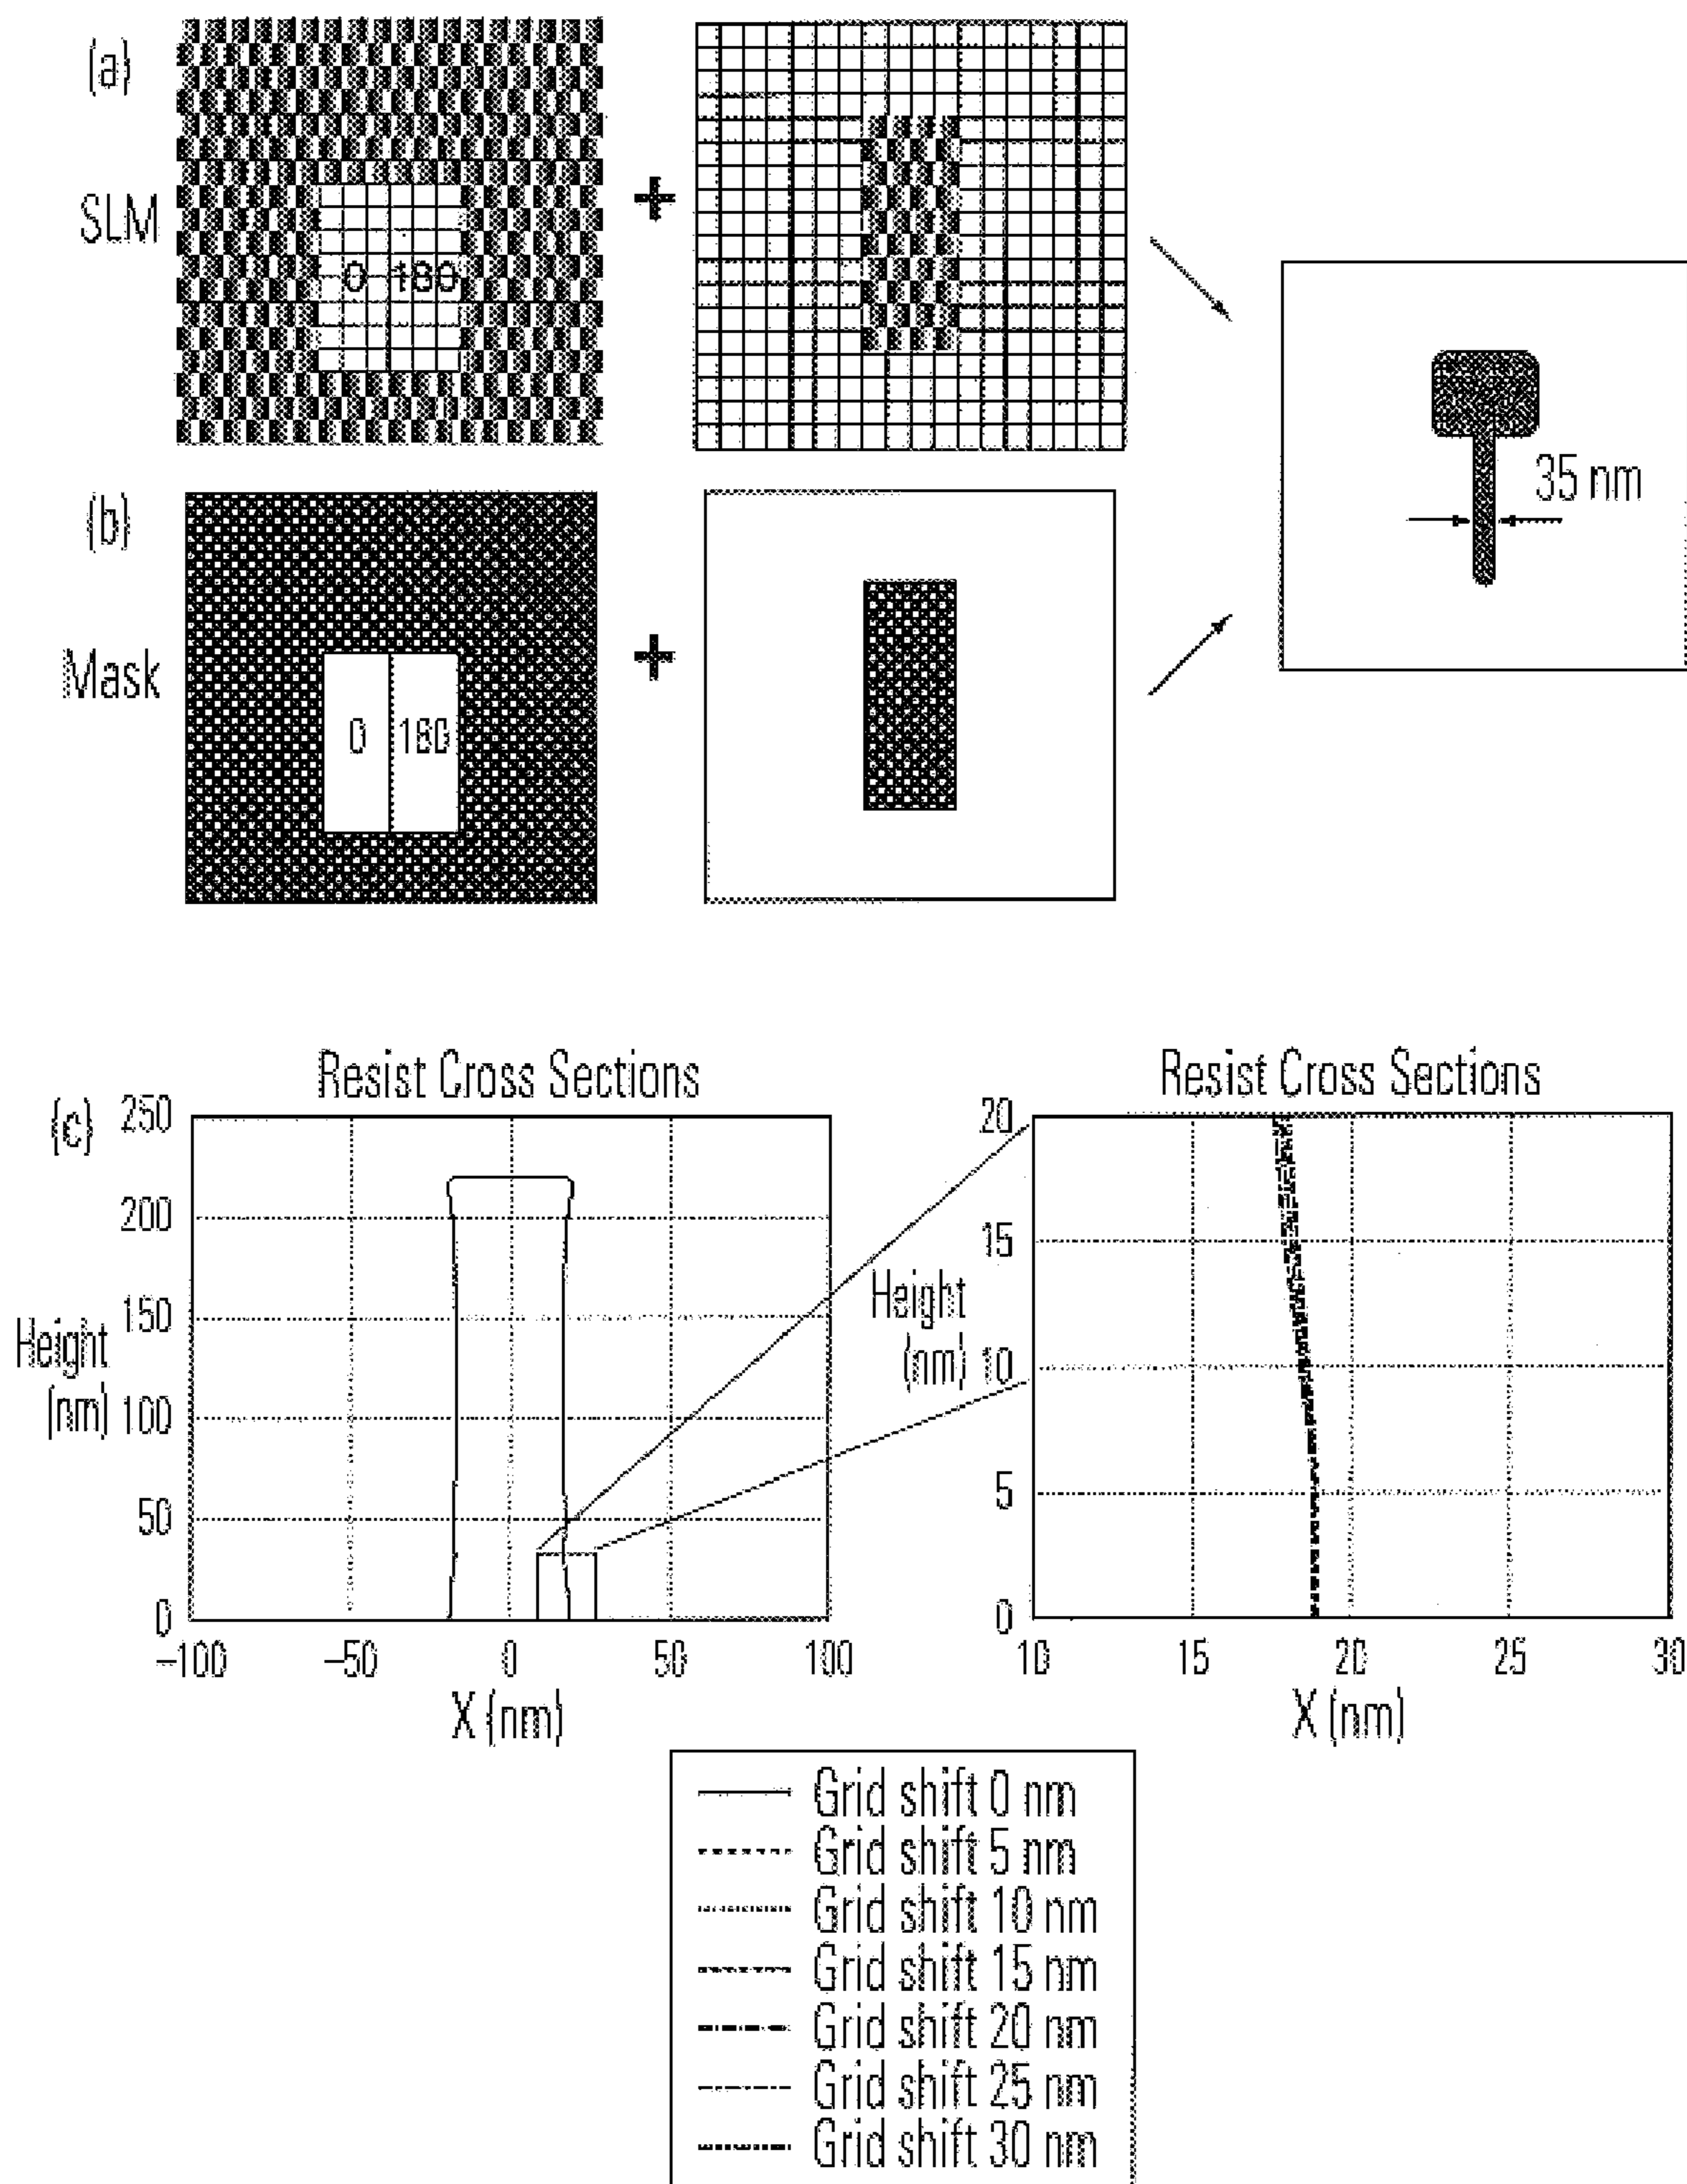 (a)
SLM
0 180
+
(b)
Mask
0 180
+
35 nm
(c)
Resist Cross Sections
250
200
150
100
50
0
Height
(nm)
-100 -50 0 50 100
X (nm)
Resist Cross Sections
20
15
10
5
0
Height
(nm)
10 15 20 25 30
X (nm)
Grid shift 0 nm
Grid shift 5 nm
Grid shift 10 nm
Grid shift 15 nm
Grid shift 20 nm
Grid shift 25 nm
Grid shift 30 nm